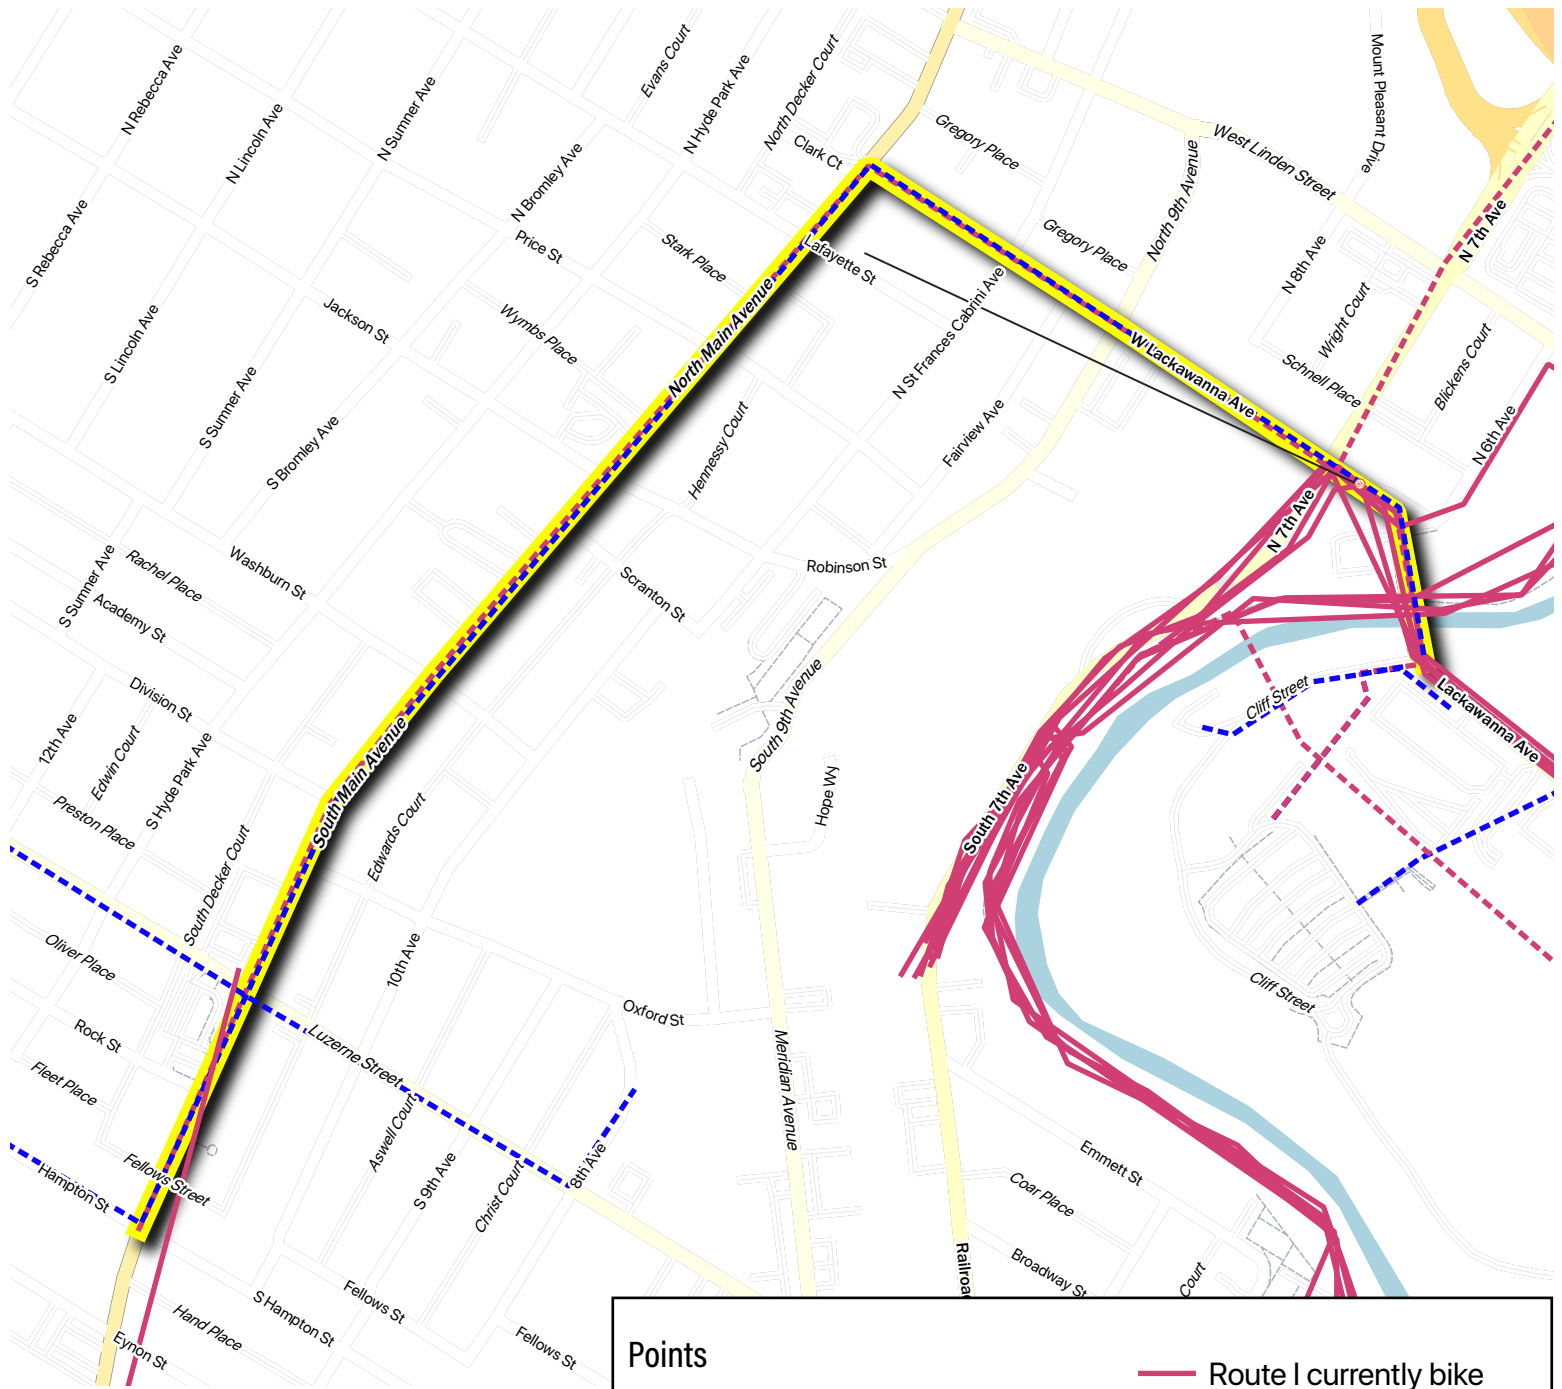 Evans Court
Mount Pleasant Drive
N Rebecca Ave
N Lincoln Ave
N Sumner Ave
N Hyde Park Ave
North Decker Court
Clark Ct
Gregory Place
West Linden Street
N Bromley Ave
North 9th Avenue
S Rebecca Ave
Price St
Stark Place
Lafayette St
Gregory Place
N 8th Ave
N 7th Ave
Jackson St
Wymbs Place
North Main Avenue
N St Frances Cabrini Ave
W Lackawanna Ave
Wright Court
S Lincoln Ave
Schnell Place
Blickens Court
S Sumner Ave
S Bromley Ave
Hennessy Court
Fairview Ave
N 6th Ave
N 7th Ave
S Sumner Ave
Rachel Place
Washburn St
Academy St
Scranton St
Robinson St
Division St
South 9th Avenue
Cliff Street
Lackawanna Ave
12th Ave
Edwin Court
S Hyde Park Ave
South Main Avenue
Preston Place
Edwards Court
Hope Wy
South 7th Ave
South Decker Court
Oliver Place
10th Ave
Cliff Street
Oxford St
Rock St
Luzerne Street
Meridian Avenue
Fleet Place
Aswell Court
Fellows Street
Hampton St
S 9th Ave
Christ Court
8th Ave
Emmett St
Coar Place
Broadway St
Court
S Hampton St
Fellows St
Hand Place
Eynon St
Fellows St
Points
Route I currently bike